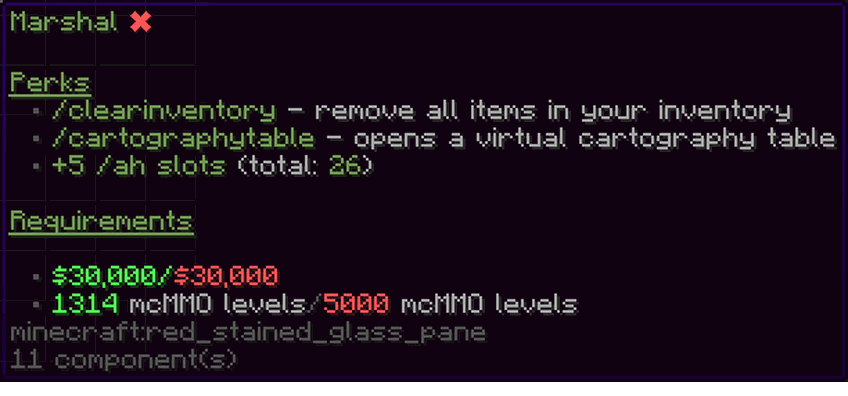 Marshal ✖
Perks
▪ /clearinventory – remove all items in your inventory
▪ /cartographytable – opens a virtual cartography table
▪ +5 /ah slots (total: 26)
Requirements
▪ $30,000/$30,000
▪ 1314 mcMMO levels/5000 mcMMO levels
minecraft:red_stained_glass_pane
11 component(s)